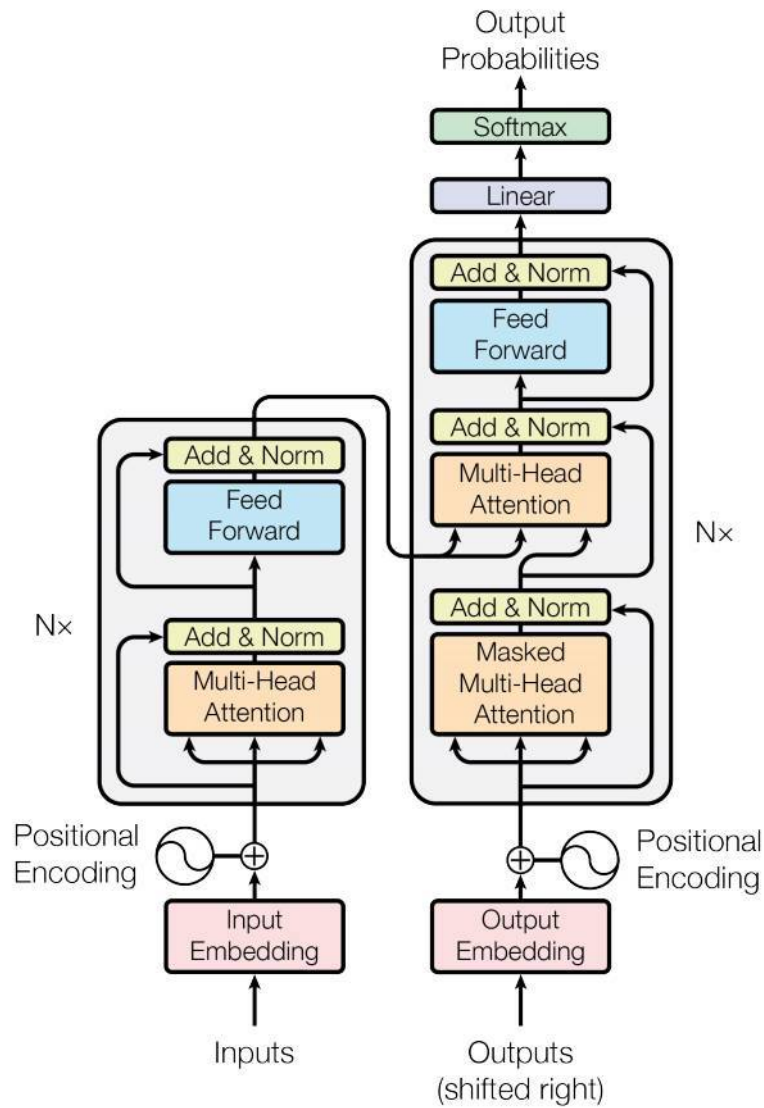 Output
Probabilities
Softmax
Linear
Add & Norm
Feed
Forward
Add & Norm
Multi-Head
Attention
Add & Norm
Masked
Multi-Head
Attention
N×
Add & Norm
Feed
Forward
Add & Norm
Multi-Head
Attention
N×
Positional
Encoding
Positional
Encoding
Input
Embedding
Output
Embedding
Inputs
Outputs
(shifted right)